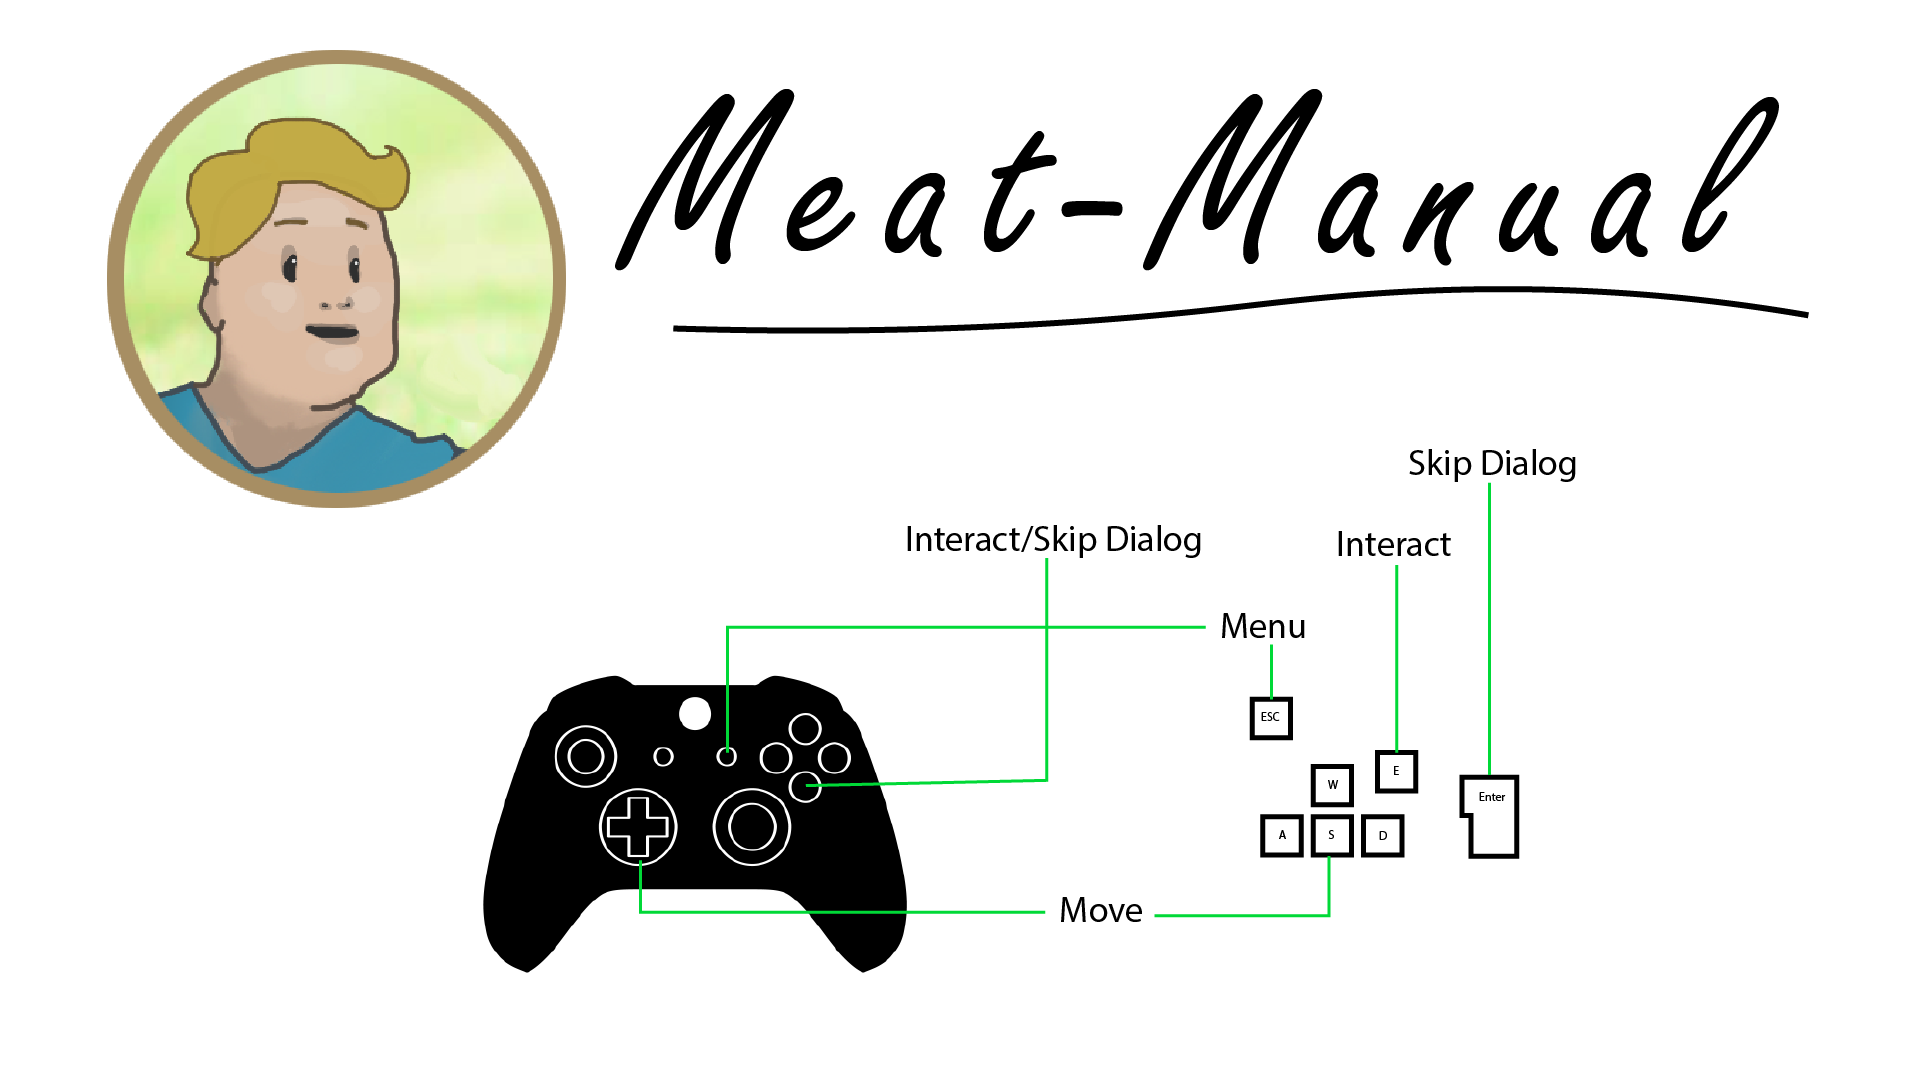 Meat-Manual
Skip Dialog
Interact/Skip Dialog
Interact
Menu
ESC
W
E
Enter
A
S
D
Move